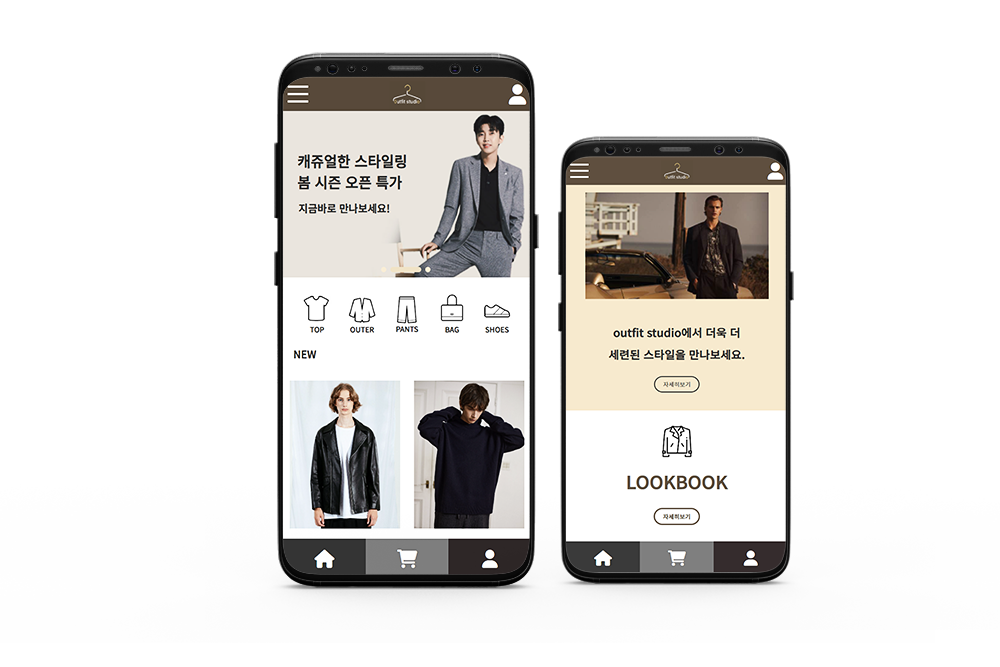 outfit studio
캐쥬얼한 스타일링
봄 시즌 오픈 특가
지금바로 만나보세요!
TOP OUTER PANTS BAG SHOES
NEW
outfit studio
outfit studio에서 더욱 더
세련된 스타일을 만나보세요.
자세히보기
LOOKBOOK
자세히보기